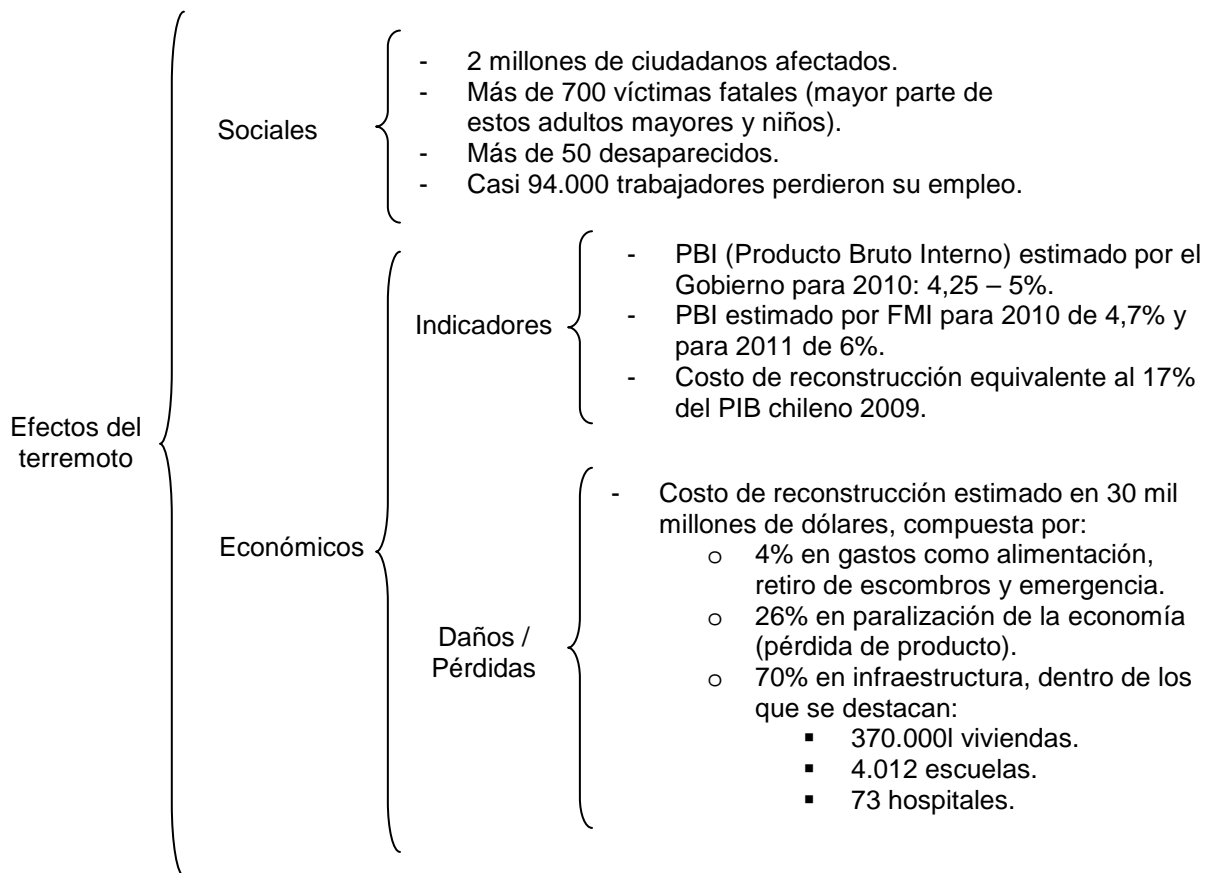 Efectos del
terremoto
Sociales
- 2 millones de ciudadanos afectados.
- Más de 700 víctimas fatales (mayor parte de
estos adultos mayores y niños).
- Más de 50 desaparecidos.
- Casi 94.000 trabajadores perdieron su empleo.
Económicos
Indicadores
- PBI (Producto Bruto Interno) estimado por el
Gobierno para 2010: 4,25 – 5%.
- PBI estimado por FMI para 2010 de 4,7% y
para 2011 de 6%.
- Costo de reconstrucción equivalente al 17%
del PIB chileno 2009.
Daños /
Pérdidas
- Costo de reconstrucción estimado en 30 mil
millones de dólares, compuesta por:
o 4% en gastos como alimentación,
retiro de escombros y emergencia.
o 26% en paralización de la economía
(pérdida de producto).
o 70% en infraestructura, dentro de los
que se destacan:
▪ 370.000l viviendas.
▪ 4.012 escuelas.
▪ 73 hospitales.